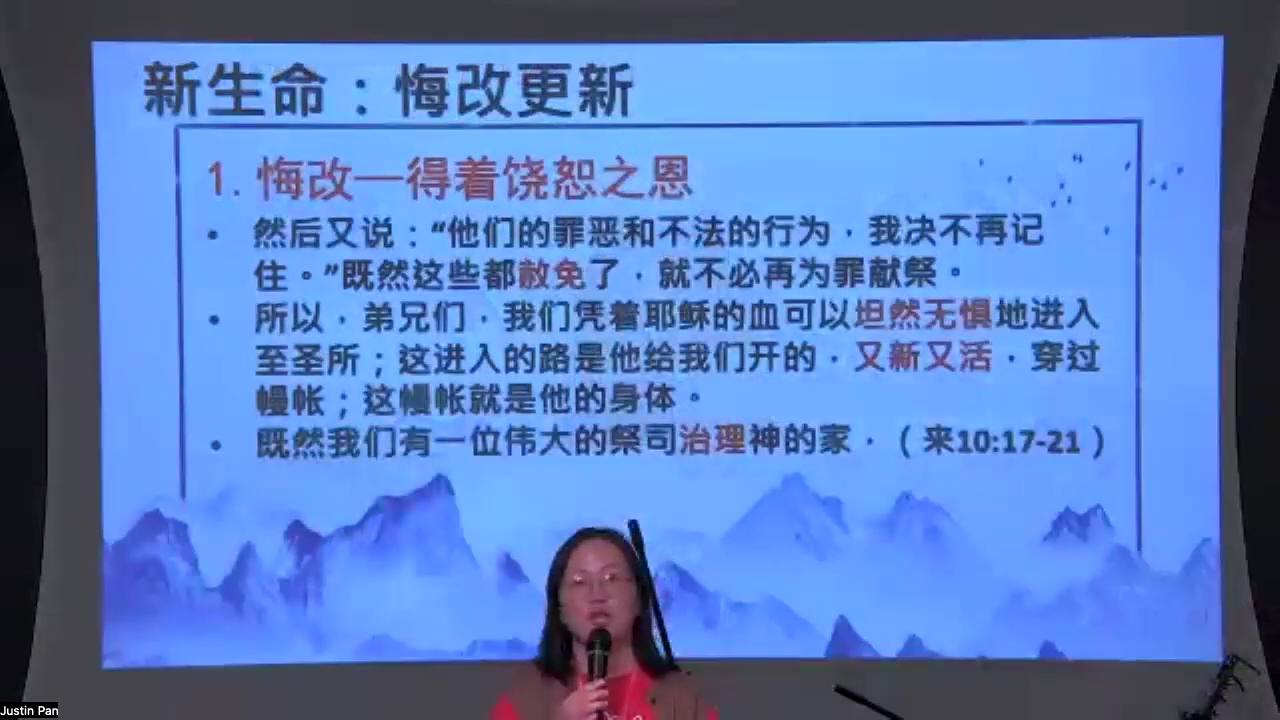 新生命：悔改更新
1. 悔改一得着饶恕之恩
• 然后又说：“他们的罪恶和不法的行为，我决不再记
住。”既然这些都赦免了，就不必再为罪献祭。
• 所以，弟兄们，我们凭着耶稣的血可以坦然无惧地进入
至圣所；这进入的路是他给我们开的，又新又活，穿过
幔帐；这幔帐就是他的身体。
• 既然我们有一位伟大的祭司治理神的家，（来10:17-21）
Justin Pan